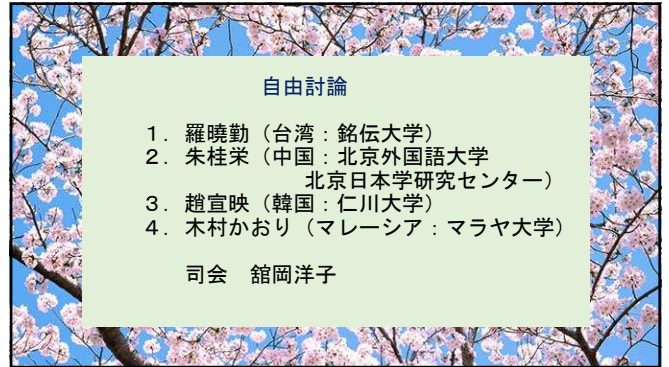 自由討論
１．羅曉勤（台湾：銘伝大学）
２．朱桂栄（中国：北京外国語大学
北京日本学研究センター）
３．趙宣映（韓国：仁川大学）
４．木村かおり（マレーシア：マラヤ大学）
司会　舘岡洋子